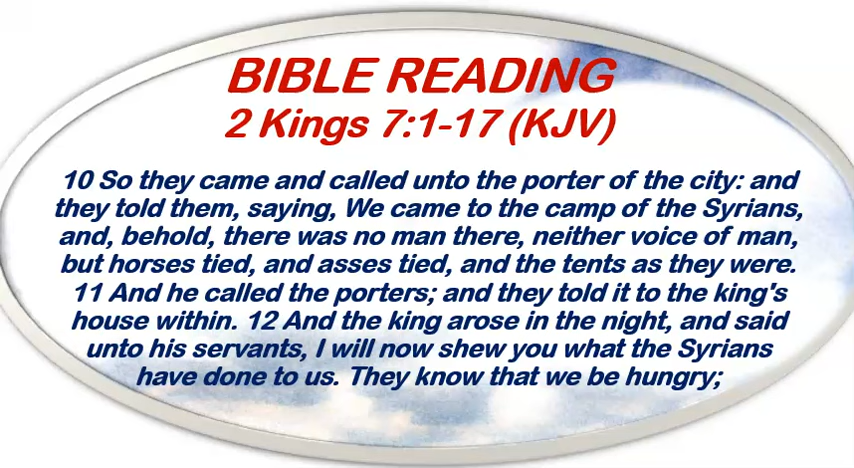 BIBLE READING
2 Kings 7:1-17 (KJV)
10 So they came and called unto the porter of the city: and
they told them, saying, We came to the camp of the Syrians,
and, behold, there was no man there, neither voice of man,
but horses tied, and asses tied, and the tents as they were.
11 And he called the porters; and they told it to the king's
house within. 12 And the king arose in the night, and said
unto his servants, I will now shew you what the Syrians
have done to us. They know that we be hungry;